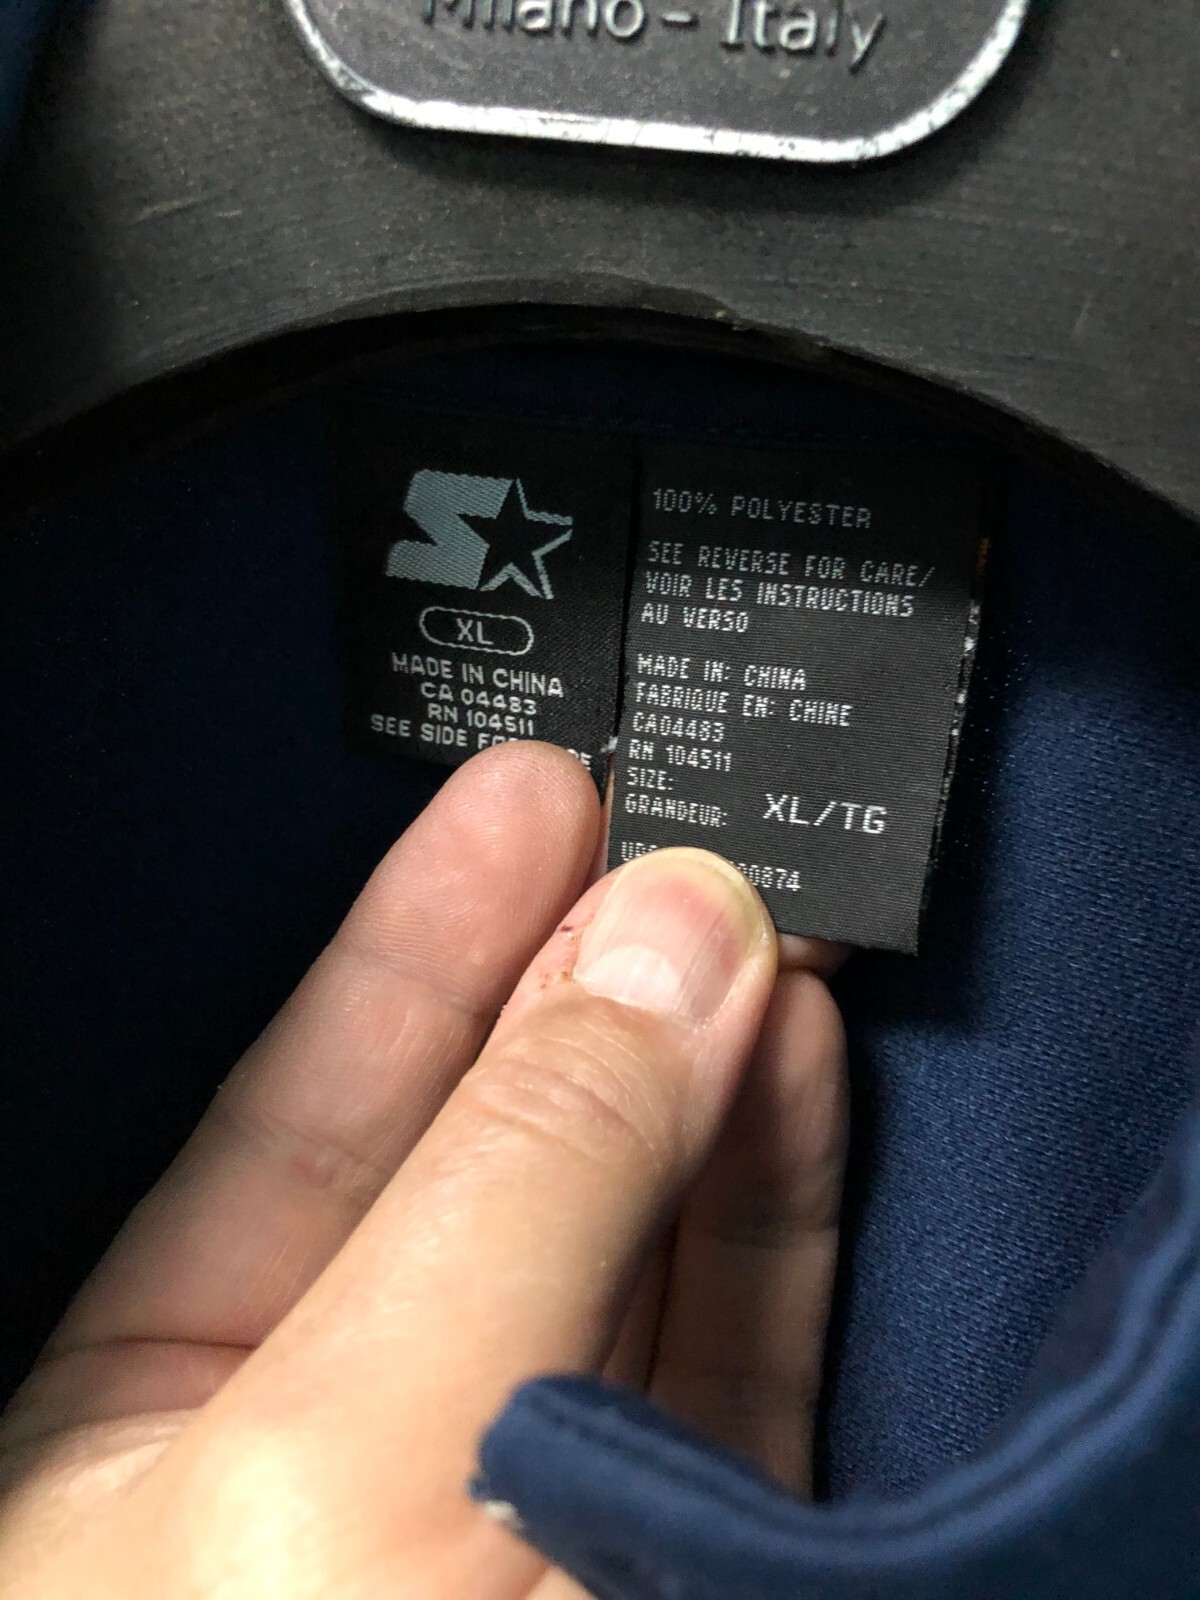 Milano - Italy
XL
MADE IN CHINA
CA 04483
RN 104511
SEE SIDE
100% POLYESTER
SEE REVERSE FOR CARE/
VOIR LES INSTRUCTIONS
AU VERSO
MADE IN: CHINA
FABRIQUE EN: CHINE
CA04483
RN 104511
SIZE:
GRANDEUR: XL/TG